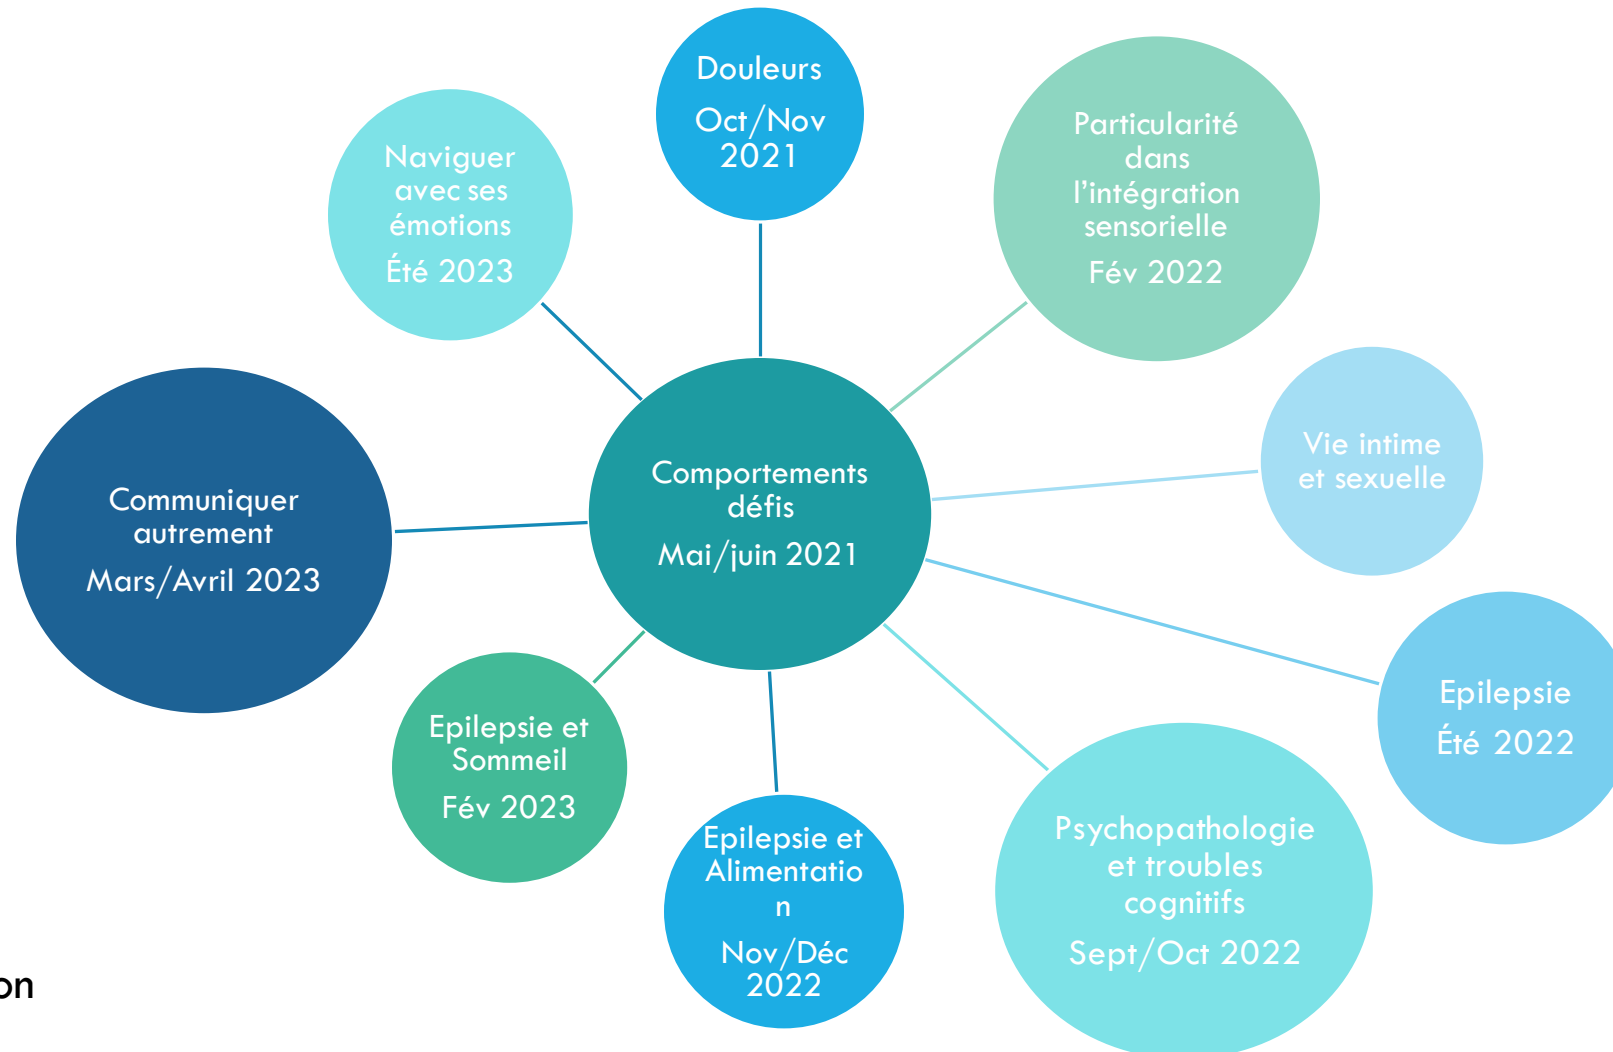 Douleurs
Oct/Nov
2021
Particularité
dans
l’intégration
sensorielle
Fév 2022
Naviguer
avec ses
émotions
Été 2023
Vie intime
et sexuelle
Comportements
défis
Mai/juin 2021
Communiquer
autrement
Mars/Avril 2023
Epilepsie
Été 2022
Epilepsie et
Sommeil
Fév 2023
Psychopathologie
et troubles
cognitifs
Sept/Oct 2022
Epilepsie et
Alimentatio
n
Nov/Déc
2022
on